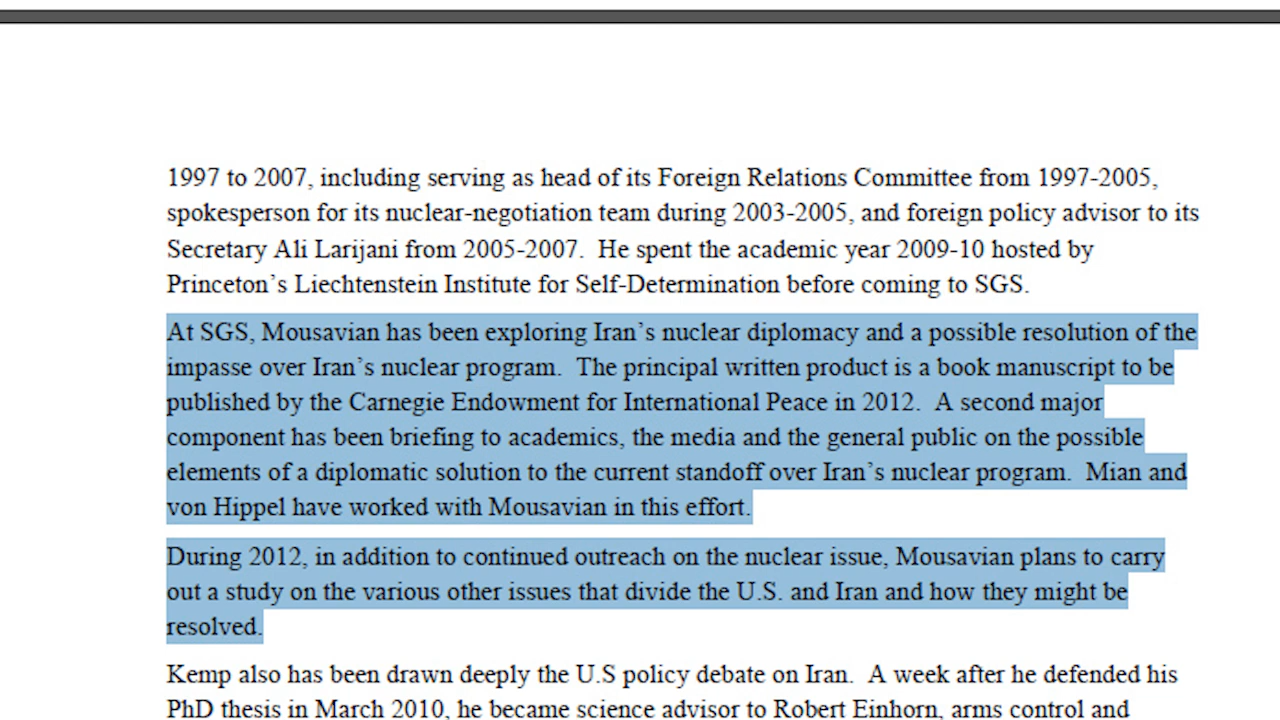 1997 to 2007, including serving as head of its Foreign Relations Committee from 1997-2005,
spokesperson for its nuclear-negotiation team during 2003-2005, and foreign policy advisor to its
Secretary Ali Larijani from 2005-2007.  He spent the academic year 2009-10 hosted by
Princeton’s Liechtenstein Institute for Self-Determination before coming to SGS.
At SGS, Mousavian has been exploring Iran’s nuclear diplomacy and a possible resolution of the
impasse over Iran’s nuclear program.  The principal written product is a book manuscript to be
published by the Carnegie Endowment for International Peace in 2012.  A second major
component has been briefing to academics, the media and the general public on the possible
elements of a diplomatic solution to the current standoff over Iran’s nuclear program.  Mian and
von Hippel have worked with Mousavian in this effort.
During 2012, in addition to continued outreach on the nuclear issue, Mousavian plans to carry
out a study on the various other issues that divide the U.S. and Iran and how they might be
resolved.
Kemp also has been drawn deeply the U.S policy debate on Iran.  A week after he defended his
PhD thesis in March 2010, he became science advisor to Robert Einhorn, arms control and